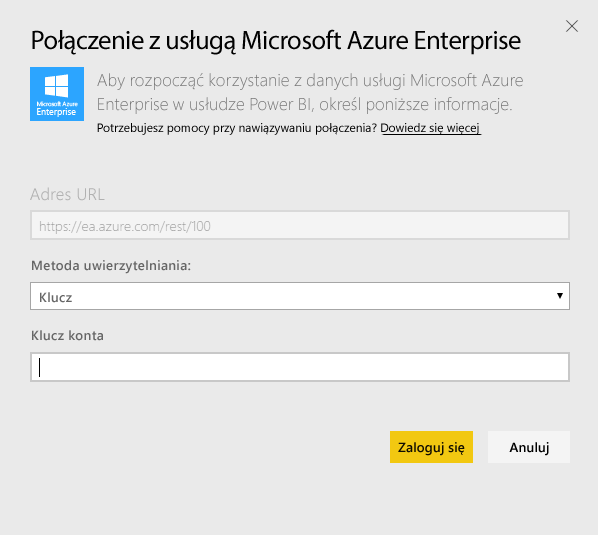 Połączenie z usługą Microsoft Azure Enterprise
Microsoft Azure
Enterprise
Aby rozpocząć korzystanie z danych usługi Microsoft Azure
Enterprise w usłudze Power BI, określ poniższe informacje.
Potrzebujesz pomocy przy nawiązywaniu połączenia? Dowiedz się więcej
Adres URL
https://ea.azure.com/rest/100
Metoda uwierzytelniania:
Klucz
Klucz konta
Zaloguj się
Anuluj